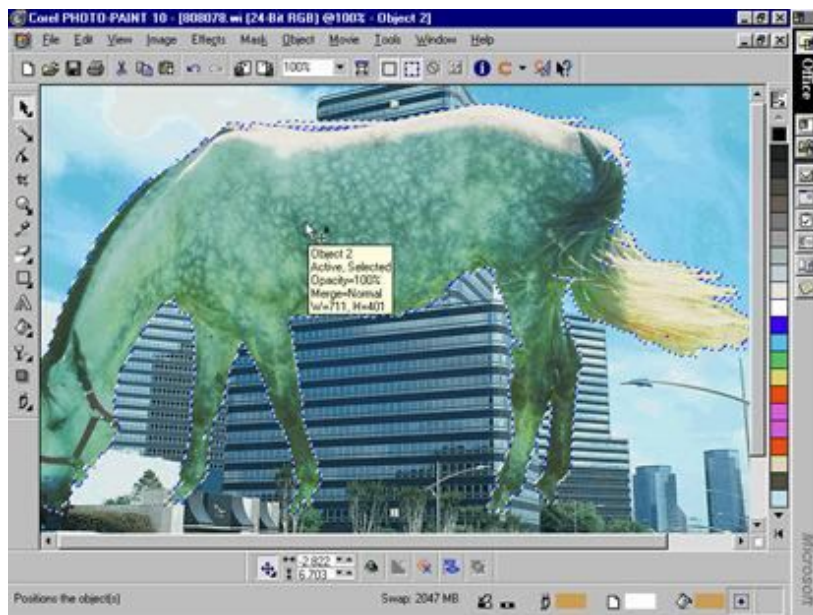 Corel PHOTO-PAINT 10 - [808078.wi (24-Bit RGB) @100% - Object 2]
File Edit View Image Effects Mask Object Movie Tools Window Help
100%
Office
Object 2
Active, Selected
Opacity=100%
Merge=Normal
W=711, H=401
-2.822
6.703
Positions the object(s)
Swap: 2047 MB
Microsoft